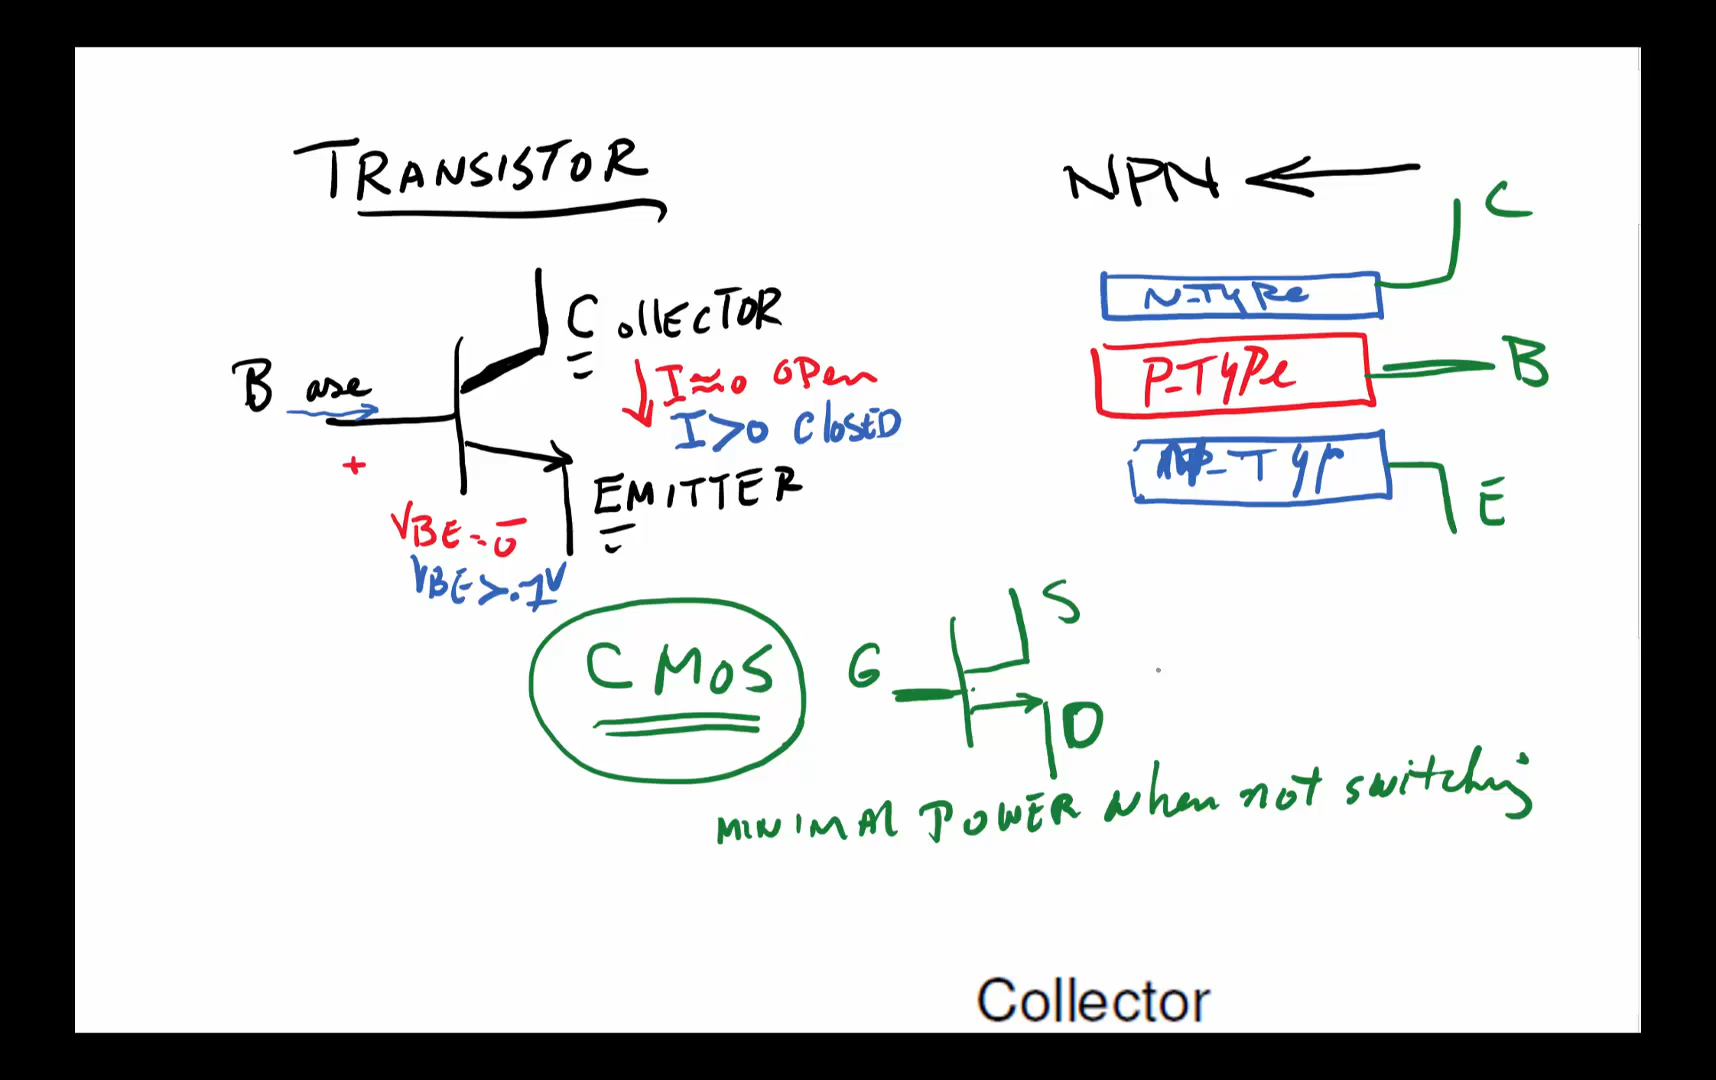 TRANSISTOR
NPN
C
N-Type
COllECTOR
Base
I≈0 OPen
P-TYPe
B
I>0 ClosED
+
N-TYP
EMITTER
E
VBE=0
VBE>.7V
S
CMOS
G
D
MINIMAl POWER when not switching
Collector